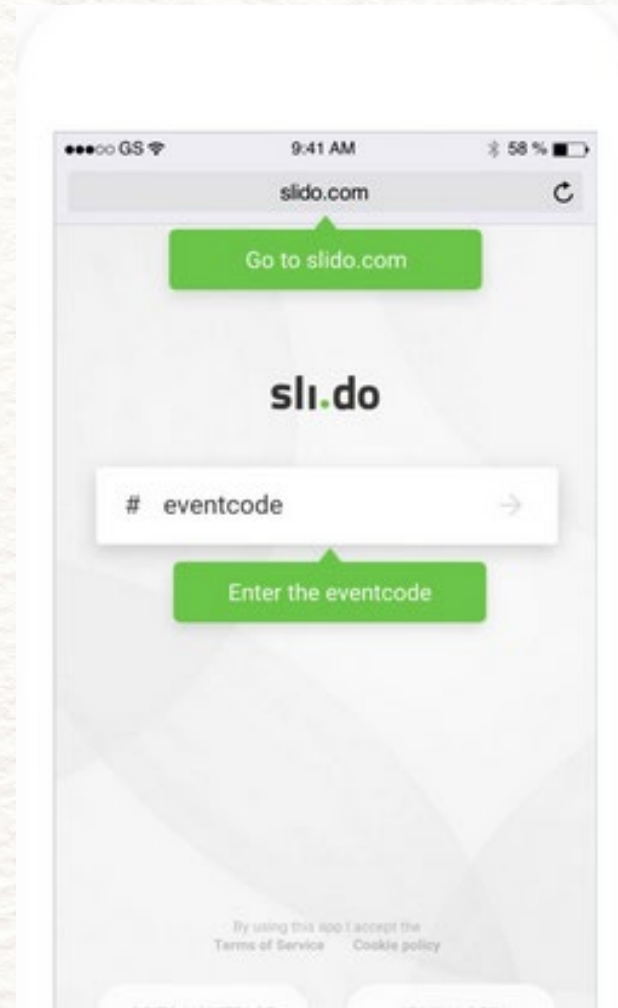 ●●●○○ GS 9:41 AM 58 %
slido.com
Go to slido.com
slı.do
# eventcode →
Enter the eventcode
By using this app I accept the
Terms of Service Cookie policy